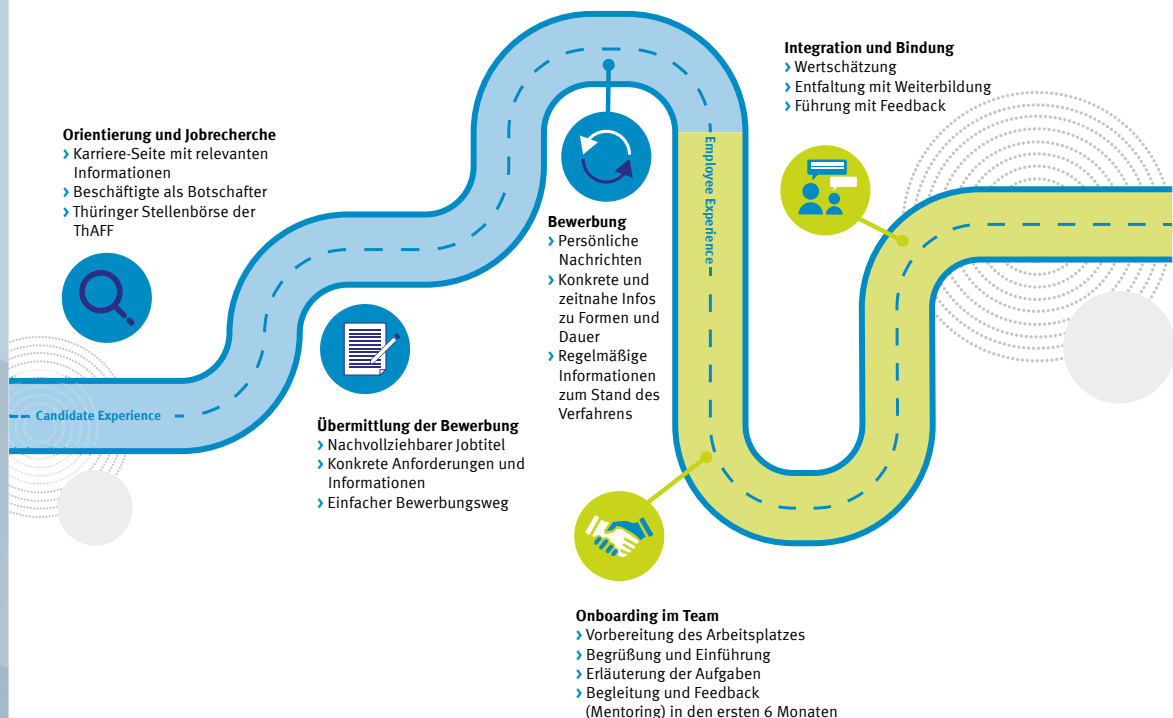 Orientierung und Jobrecherche
› Karriere-Seite mit relevanten
Informationen
› Beschäftigte als Botschafter
› Thüringer Stellenbörse der
ThAFF
Candidate Experience
Übermittlung der Bewerbung
› Nachvollziehbarer Jobtitel
› Konkrete Anforderungen und
Informationen
› Einfacher Bewerbungsweg
Bewerbung
› Persönliche
Nachrichten
› Konkrete und
zeitnahe Infos
zu Formen und
Dauer
› Regelmäßige
Informationen
zum Stand des
Verfahrens
Employee Experience
Onboarding im Team
› Vorbereitung des Arbeitsplatzes
› Begrüßung und Einführung
› Erläuterung der Aufgaben
› Begleitung und Feedback
(Mentoring) in den ersten 6 Monaten
Integration und Bindung
› Wertschätzung
› Entfaltung mit Weiterbildung
› Führung mit Feedback